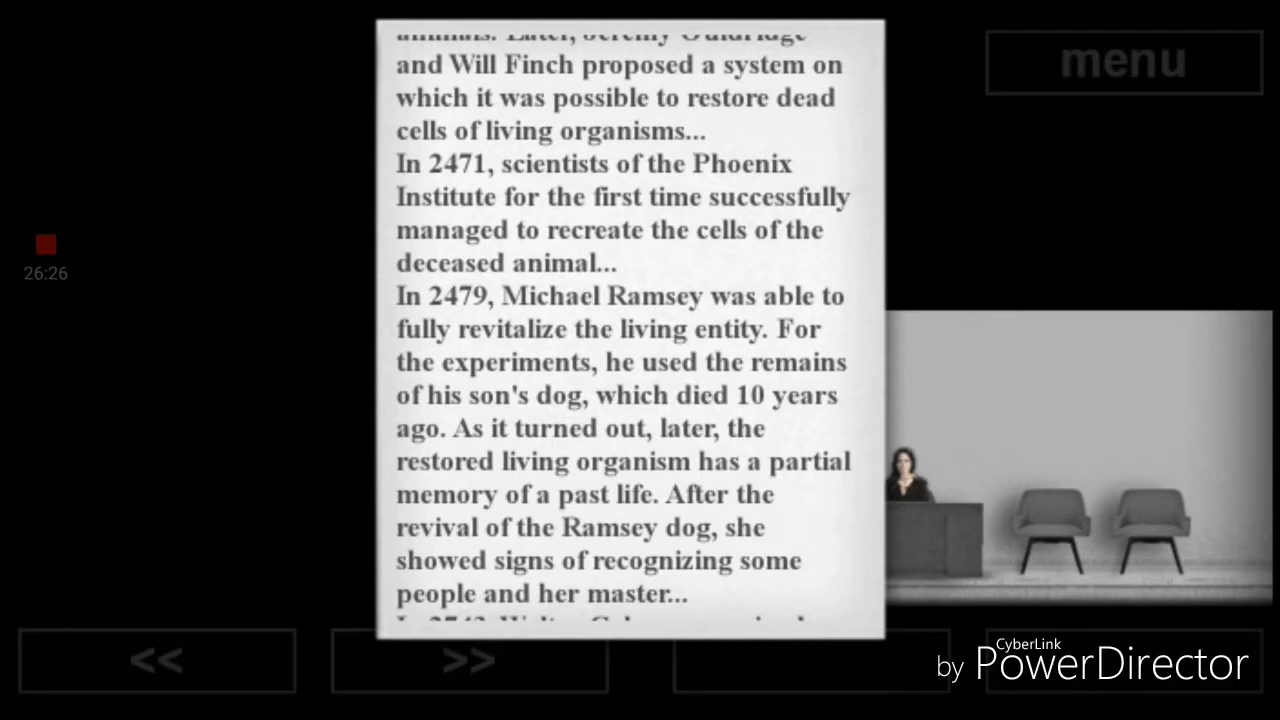 and Will Finch proposed a system on
which it was possible to restore dead
cells of living organisms...
In 2471, scientists of the Phoenix
Institute for the first time successfully
managed to recreate the cells of the
deceased animal...
In 2479, Michael Ramsey was able to
fully revitalize the living entity. For
the experiments, he used the remains
of his son's dog, which died 10 years
ago. As it turned out, later, the
restored living organism has a partial
memory of a past life. After the
revival of the Ramsey dog, she
showed signs of recognizing some
people and her master...
menu
26:26
<<
>>
by CyberLink PowerDirector